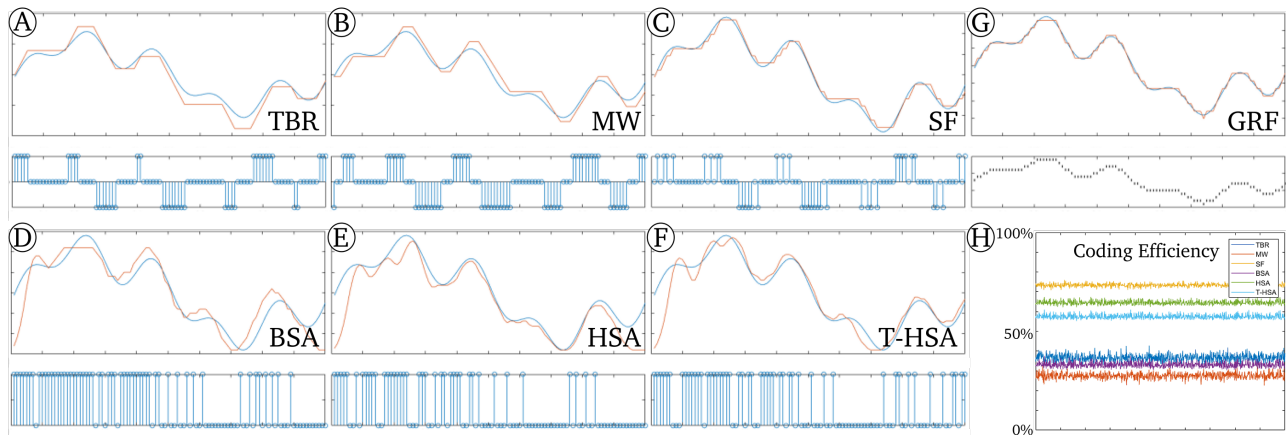 A
TBR
B
MW
C
SF
G
GRF
D
BSA
E
HSA
F
T-HSA
H
100%
50%
0%
Coding Efficiency
TBR
MW
SF
BSA
HSA
T-HSA